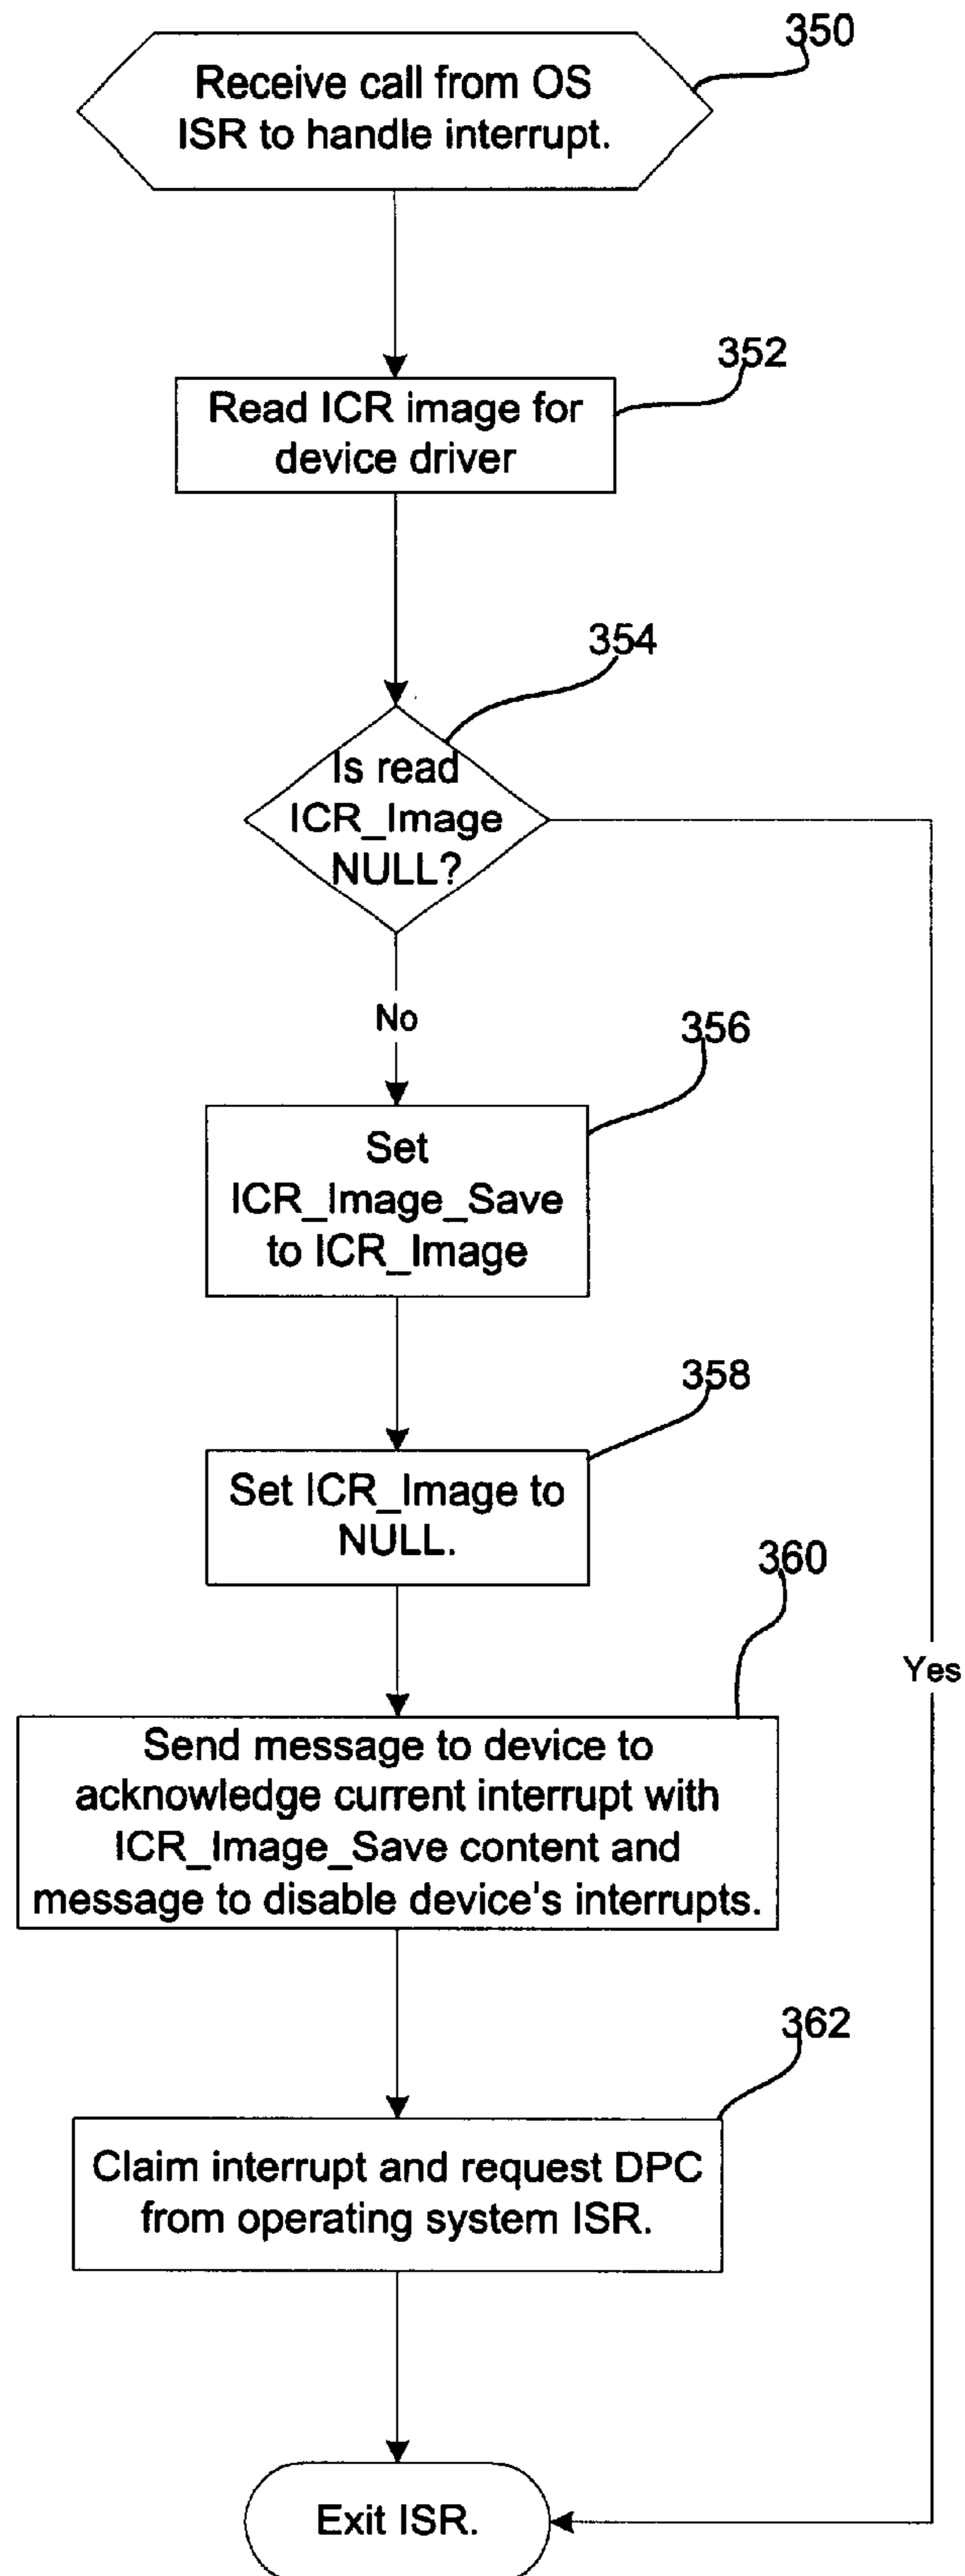 350
Receive call from OS
ISR to handle interrupt.
352
Read ICR image for
device driver
354
Is read
ICR_Image
NULL?
No
356
Set
ICR_Image_Save
to ICR_Image
358
Set ICR_Image to
NULL.
360
Yes
Send message to device to
acknowledge current interrupt with
ICR_Image_Save content and
message to disable device's interrupts.
362
Claim interrupt and request DPC
from operating system ISR.
Exit ISR.